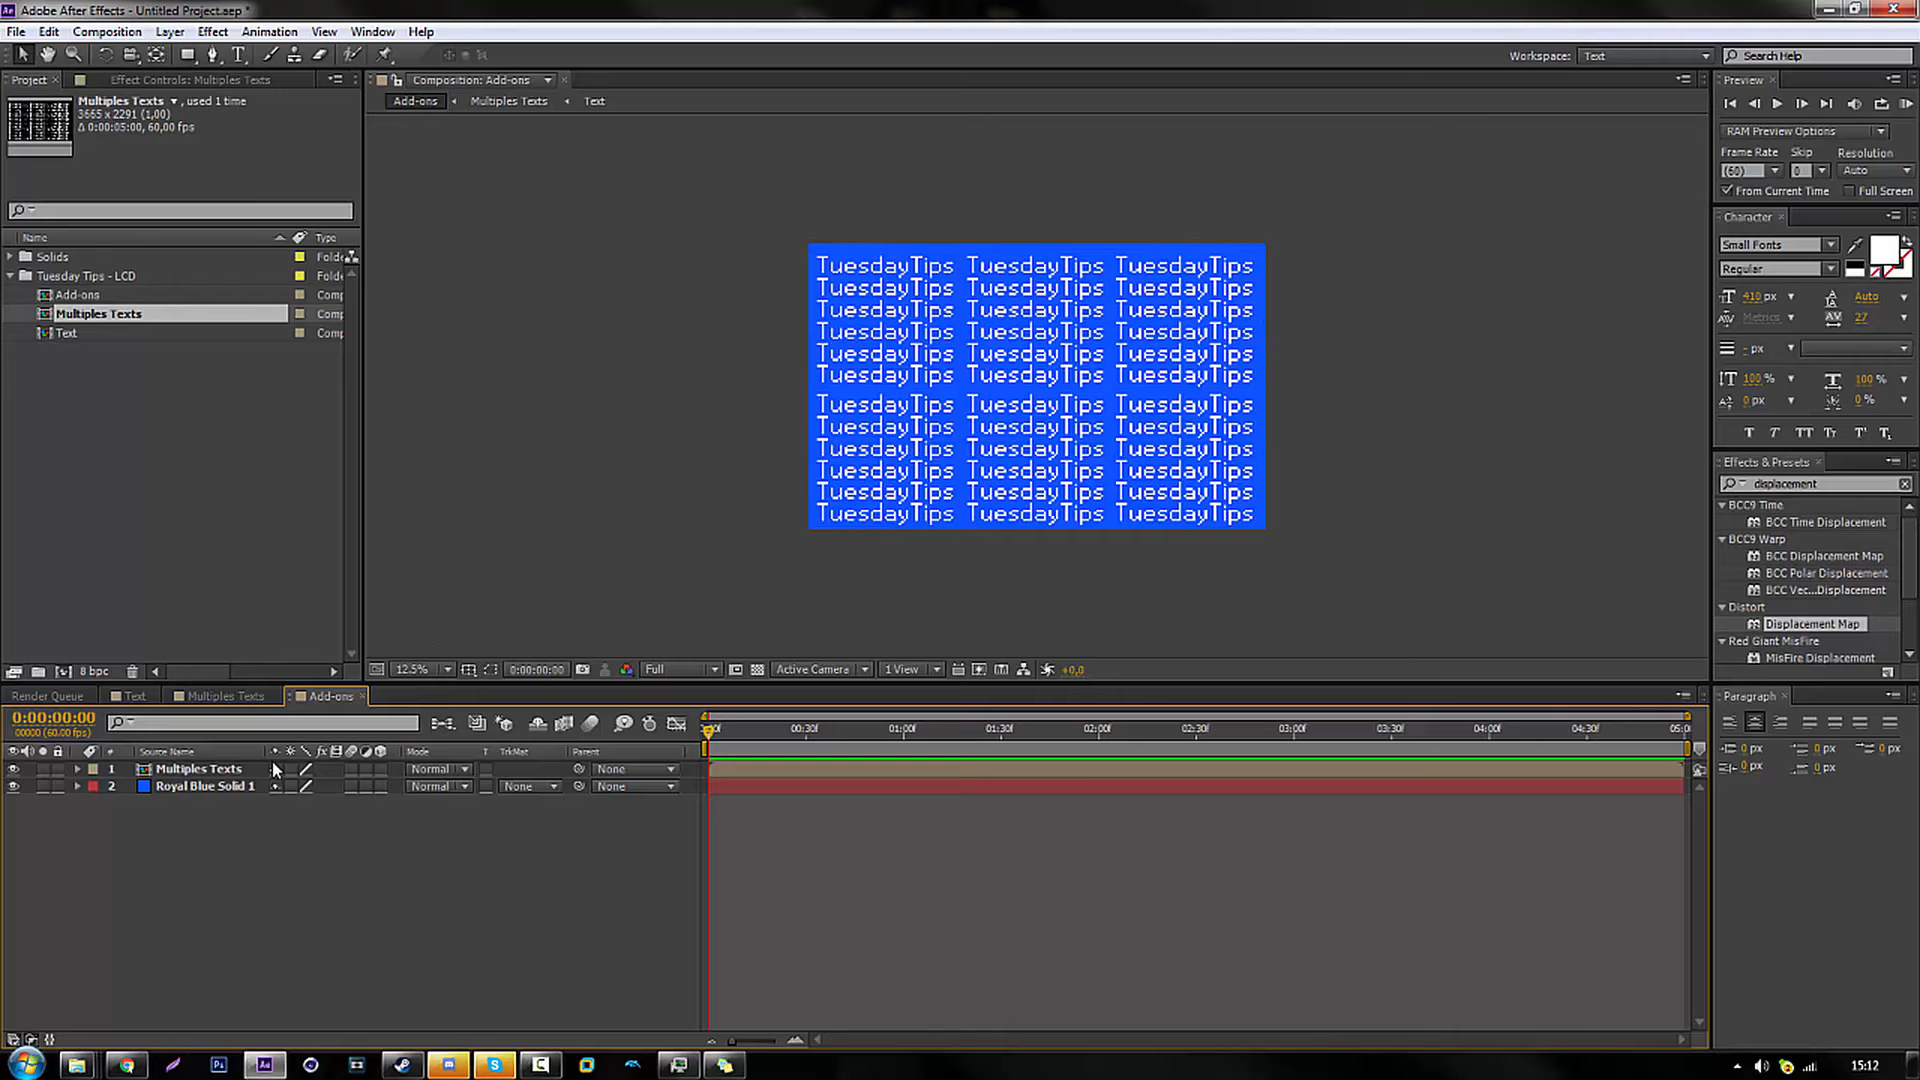 Adobe After Effects - Untitled Project.aep *
File Edit Composition Layer Effect Animation View Window Help
Workspace: Text Search Help
Project Effect Controls: Multiples Texts
Multiples Texts , used 1 time
3665 x 2291 (1,00)
Δ 0:00:05:00, 60,00 fps
Name Type
Solids Folde
Tuesday Tips - LCD Folde
Add-ons Comp
Multiples Texts Comp
Text Comp
8 bpc
Composition: Add-ons
Add-ons Multiples Texts Text
TuesdayTips TuesdayTips TuesdayTips
TuesdayTips TuesdayTips TuesdayTips
TuesdayTips TuesdayTips TuesdayTips
TuesdayTips TuesdayTips TuesdayTips
TuesdayTips TuesdayTips TuesdayTips
TuesdayTips TuesdayTips TuesdayTips
TuesdayTips TuesdayTips TuesdayTips
TuesdayTips TuesdayTips TuesdayTips
TuesdayTips TuesdayTips TuesdayTips
TuesdayTips TuesdayTips TuesdayTips
TuesdayTips TuesdayTips TuesdayTips
TuesdayTips TuesdayTips TuesdayTips
12.5% 0:00:00:00 Full Active Camera 1 View +0,0
Preview
RAM Preview Options
Frame Rate Skip Resolution
(60) 0 Auto
From Current Time Full Screen
Character
Small Fonts
Regular
410 px Auto
Metrics 27
- px
100 % 100 %
0 px 0 %
Effects & Presets
displacement
BCC9 Time
BCC Time Displacement
BCC9 Warp
BCC Displacement Map
BCC Polar Displacement
BCC Vec...Displacement
Distort
Displacement Map
Red Giant MisFire
MisFire Displacement
Paragraph
0 px 0 px 0 px
0 px 0 px
Render Queue Text Multiples Texts Add-ons
0:00:00:00
00000 (60.00 fps)
# Source Name Mode T TrkMat Parent
1 Multiples Texts Normal None
2 Royal Blue Solid 1 Normal None None
00:30f 01:00f 01:30f 02:00f 02:30f 03:00f 03:30f 04:00f 04:30f 05:0
15:12